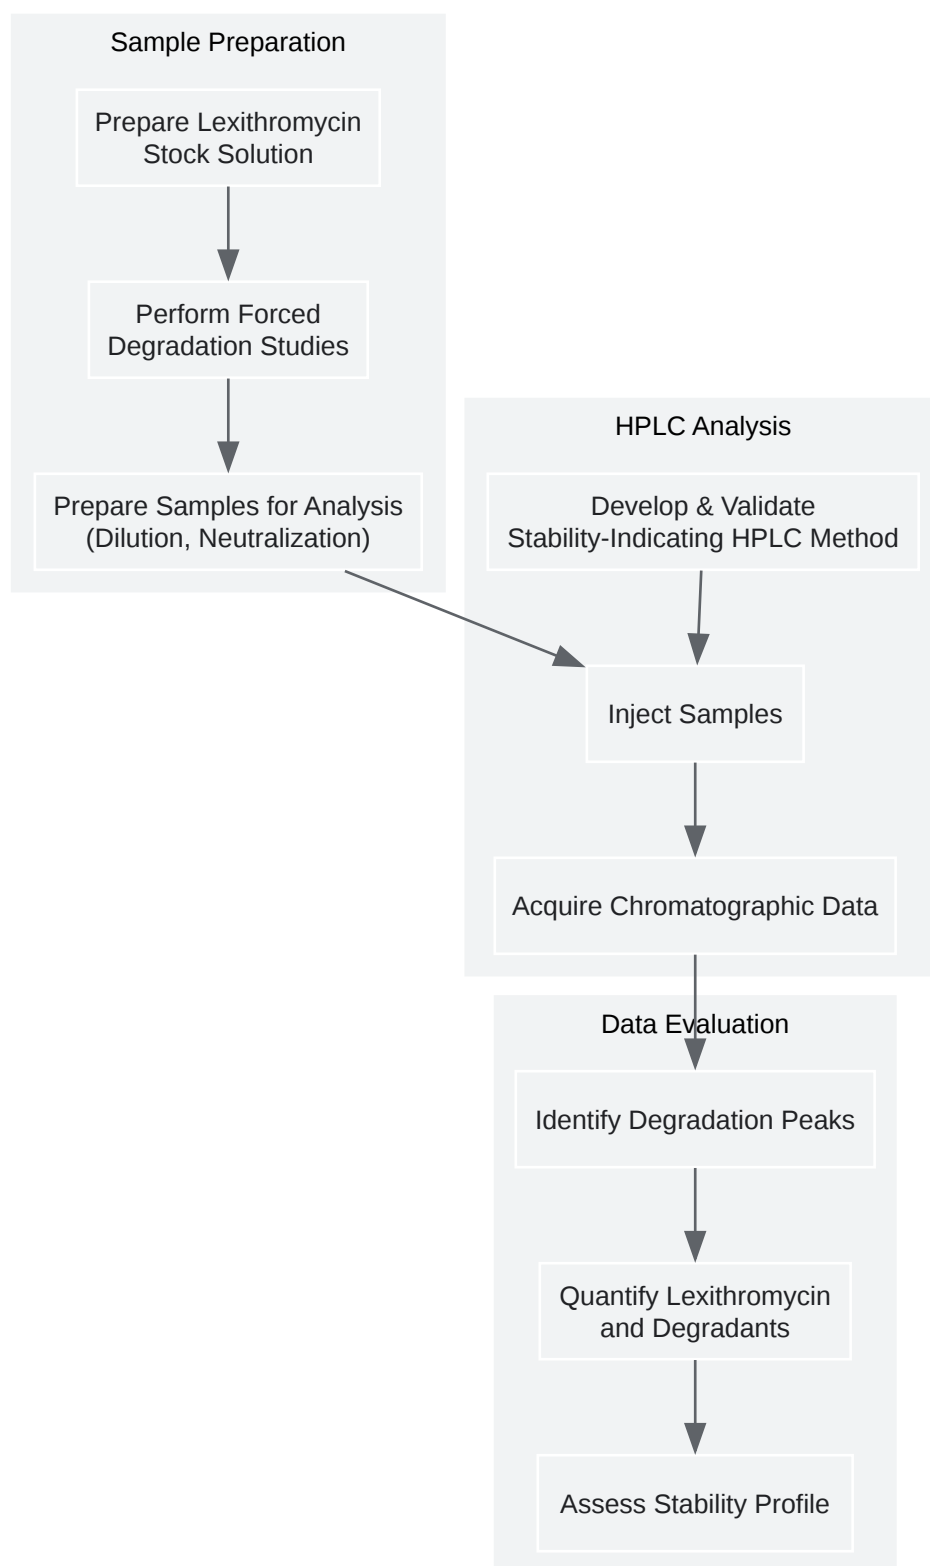 Sample Preparation
Prepare Lexithromycin
Stock Solution
Perform Forced
Degradation Studies
Prepare Samples for Analysis
(Dilution, Neutralization)
HPLC Analysis
Develop & Validate
Stability-Indicating HPLC Method
Inject Samples
Acquire Chromatographic Data
Data Evaluation
Identify Degradation Peaks
Quantify Lexithromycin
and Degradants
Assess Stability Profile